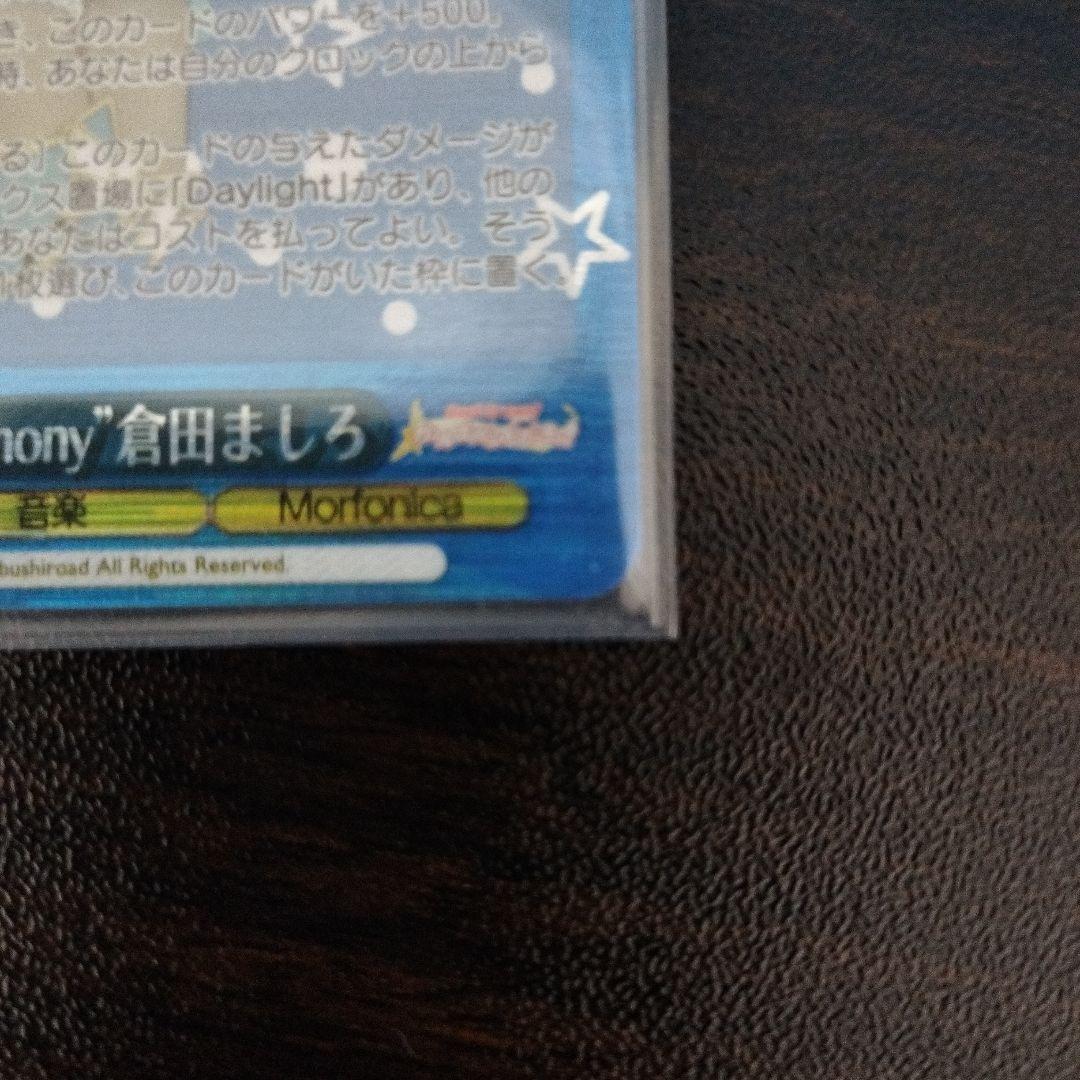 、このカードのパワーを+500。
時、あなたは自分のクロックの上から
る」このカードの与えたダメージが
ックス置場に「Daylight」があり、他の
あなたはコストを払ってよい。そう
1枚選び、このカードがいた枠に置く。
mony”倉田ましろ
音楽 Morfonica
bushiroad All Rights Reserved.